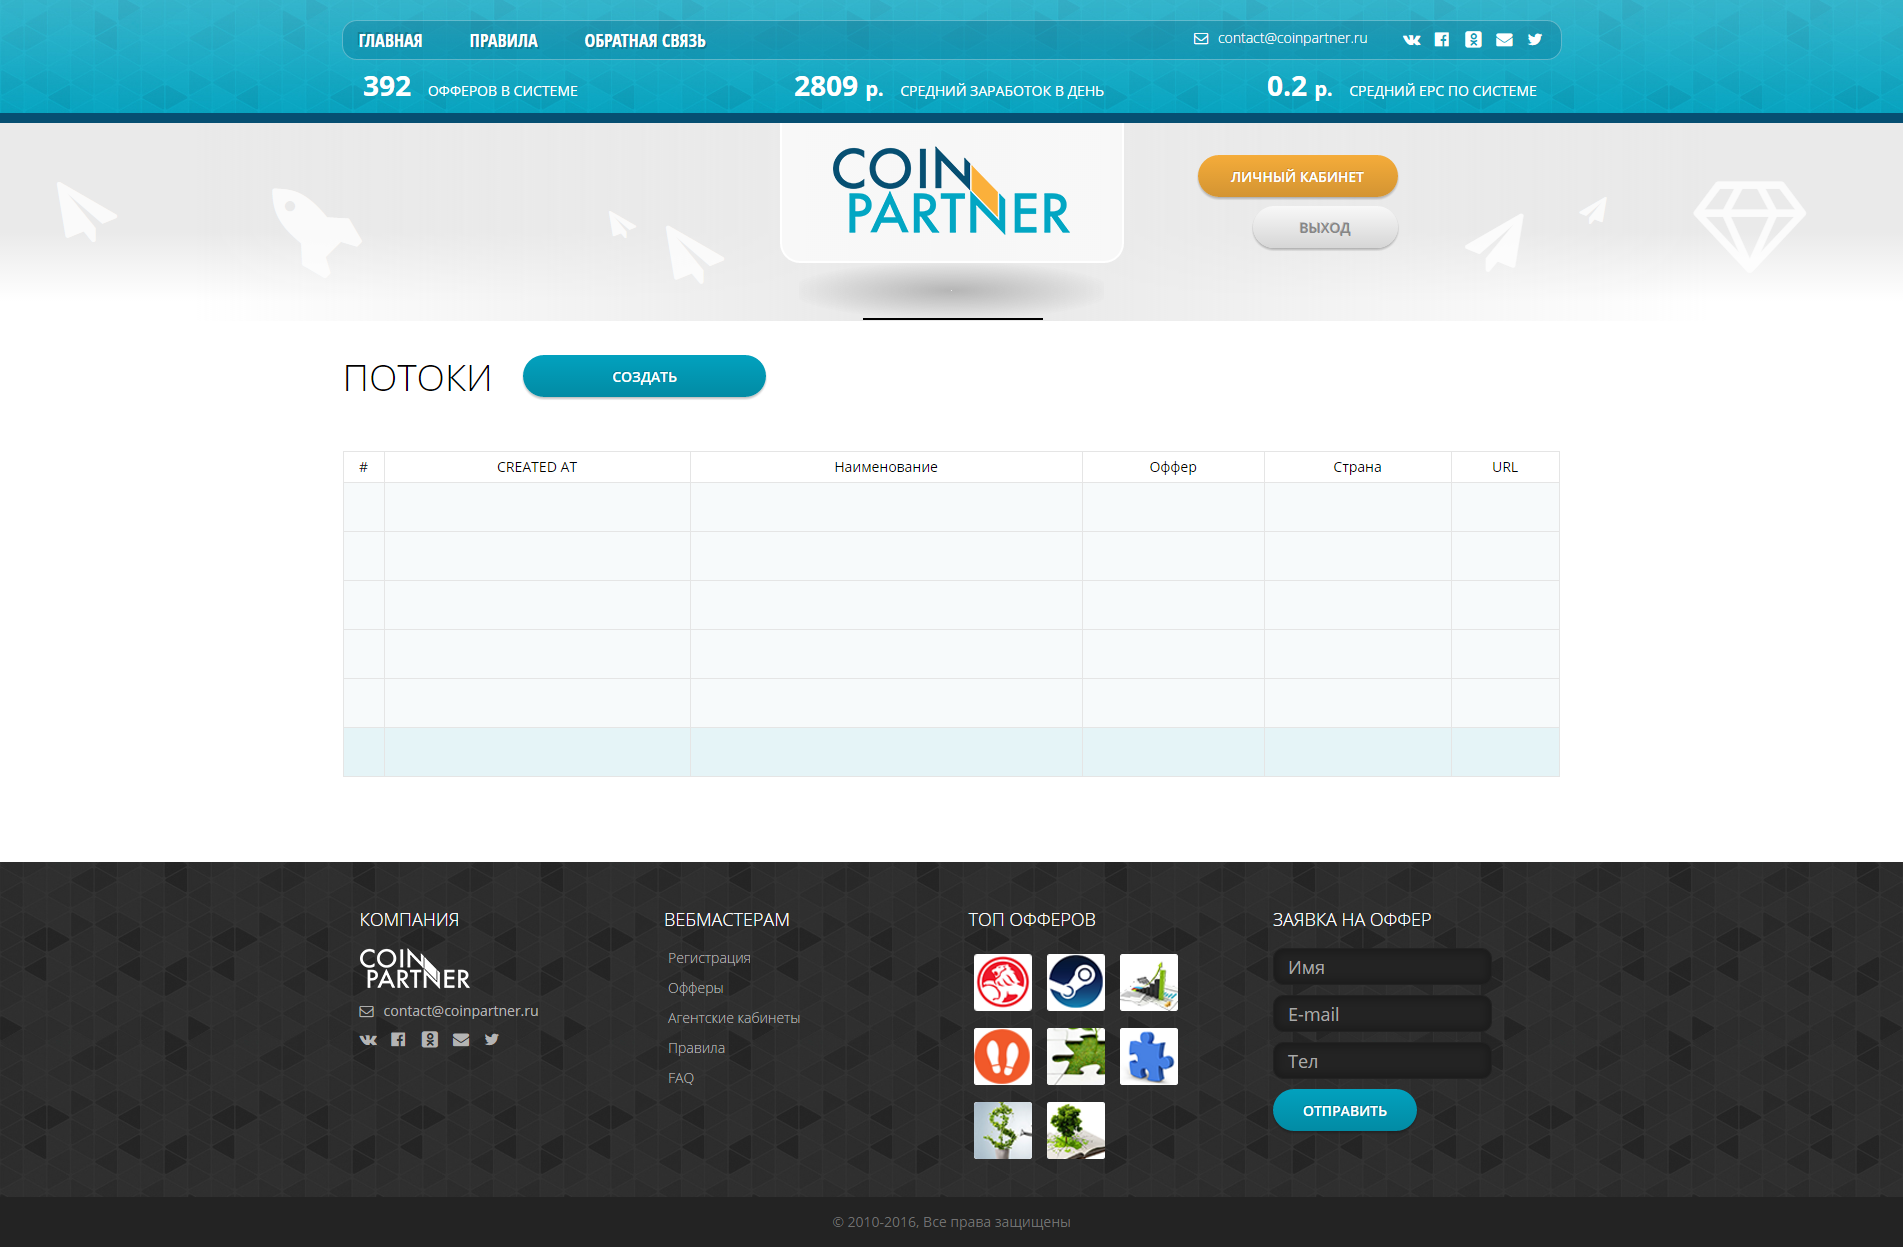 ГЛАВНАЯ ПРАВИЛА ОБРАТНАЯ СВЯЗЬ contact@coinpartner.ru
392 ОФФЕРОВ В СИСТЕМЕ 2809 р. СРЕДНИЙ ЗАРАБОТОК В ДЕНЬ 0.2 р. СРЕДНИЙ EPC ПО СИСТЕМЕ
COIN
PARTNER
ЛИЧНЫЙ КАБИНЕТ
ВЫХОД
ПОТОКИ СОЗДАТЬ
# CREATED AT Наименование Оффер Страна URL
КОМПАНИЯ
COIN
PARTNER
contact@coinpartner.ru
ВЕБМАСТЕРАМ
Регистрация
Офферы
Агентские кабинеты
Правила
FAQ
ТОП ОФФЕРОВ
ЗАЯВКА НА ОФФЕР
Имя
E-mail
Тел
ОТПРАВИТЬ
© 2010-2016, Все права защищены